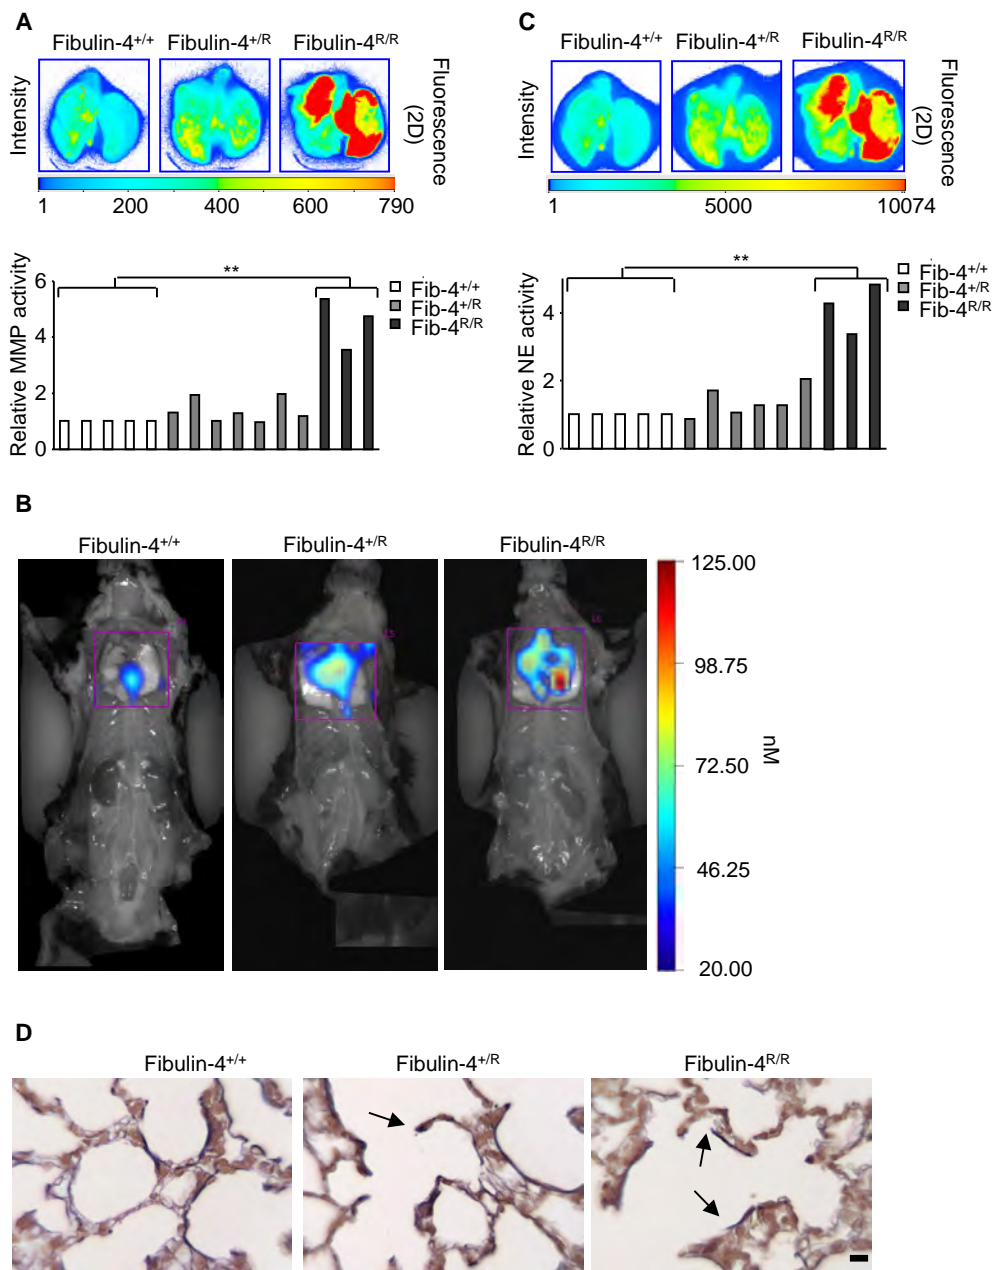 A
Fibulin-4+/+ Fibulin-4+/R Fibulin-4R/R
Intensity
Fluorescence
(2D)
1 200 400 600 790
Relative MMP activity
6
4
2
0
**
Fib-4+/+
Fib-4+/R
Fib-4R/R
C
Fibulin-4+/+ Fibulin-4+/R Fibulin-4R/R
Intensity
Fluorescence
(2D)
1 5000 10074
Relative NE activity
4
2
0
**
Fib-4+/+
Fib-4+/R
Fib-4R/R
B
Fibulin-4+/+ Fibulin-4+/R Fibulin-4R/R
125.00
98.75
72.50
46.25
20.00
nM
D
Fibulin-4+/+ Fibulin-4+/R Fibulin-4R/R